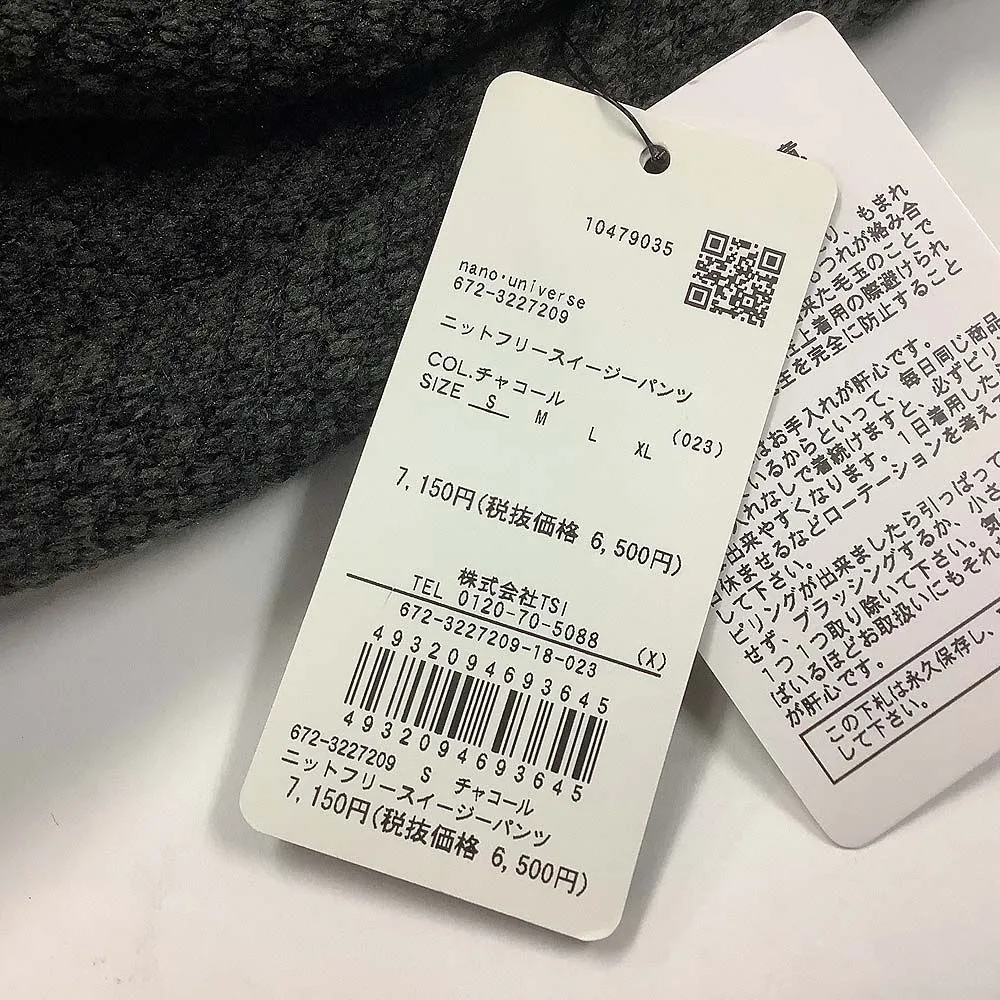 10479035
nano・universe
672-3227209
ニットフリースイージーパンツ
COL.チャコール
SIZE S M L XL (023)
7,150円(税抜価格 6,500円)
株式会社TSI
TEL 0120-70-5088
672-3227209-18-023 (X)
4932094693645
4932094693645
672-3227209 S チャコール
ニットフリースイージーパンツ
7,150円(税抜価格 6,500円)
り、もまれ
つれが絡み合
来た毛玉のことで
上着用の際避けられ
を完全に防止すること
はお手入れが肝心です。
いるからといって、毎日同じ商品
入れなしで着続けますと、必ずピリ
出来やすくなります。1日着用した
休ませるなどローテーションを考え
して下さい。
ピリングが出来ましたら引っぱって
せず、ブラッシングするか、小さ
1つ1つ取り除いて下さい。気
ばいるほどお取扱いにもそれ
が肝心です。
この下札は永久保存し、
して下さい。